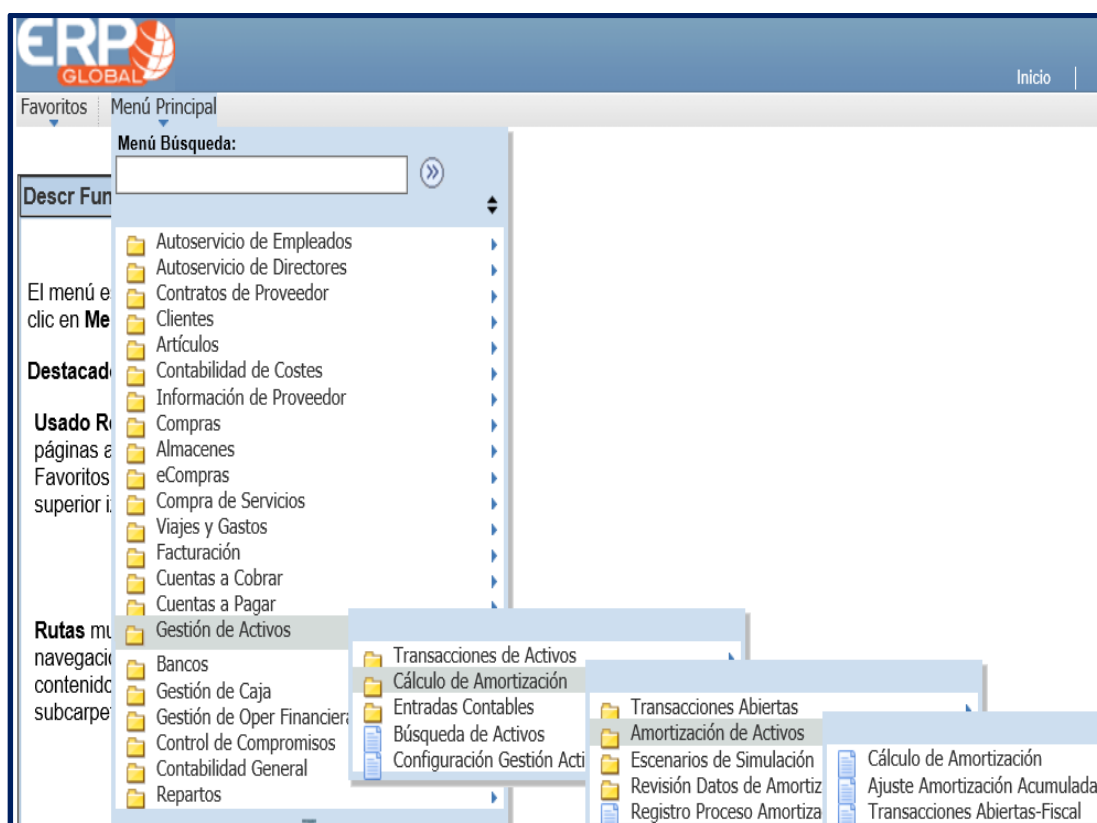 ERP
GLOBAL
Inicio
Favoritos Menú Principal
Menú Búsqueda:
Descr Fun
Autoservicio de Empleados
Autoservicio de Directores
El menú e
Contratos de Proveedor
clic en Me
Clientes
Artículos
Destacad
Contabilidad de Costes
Información de Proveedor
Usado R
Compras
páginas a
Almacenes
Favoritos
eCompras
superior i
Compra de Servicios
Viajes y Gastos
Facturación
Cuentas a Cobrar
Cuentas a Pagar
Rutas mu
Gestión de Activos
navegaci
Bancos
contenido
Gestión de Caja
subcarpe
Gestión de Oper Financier
Control de Compromisos
Contabilidad General
Repartos
Transacciones de Activos
Cálculo de Amortización
Entradas Contables
Búsqueda de Activos
Configuración Gestión Acti
Transacciones Abiertas
Amortización de Activos
Escenarios de Simulación
Revisión Datos de Amortiz
Registro Proceso Amortiza
Cálculo de Amortización
Ajuste Amortización Acumulada
Transacciones Abiertas-Fiscal